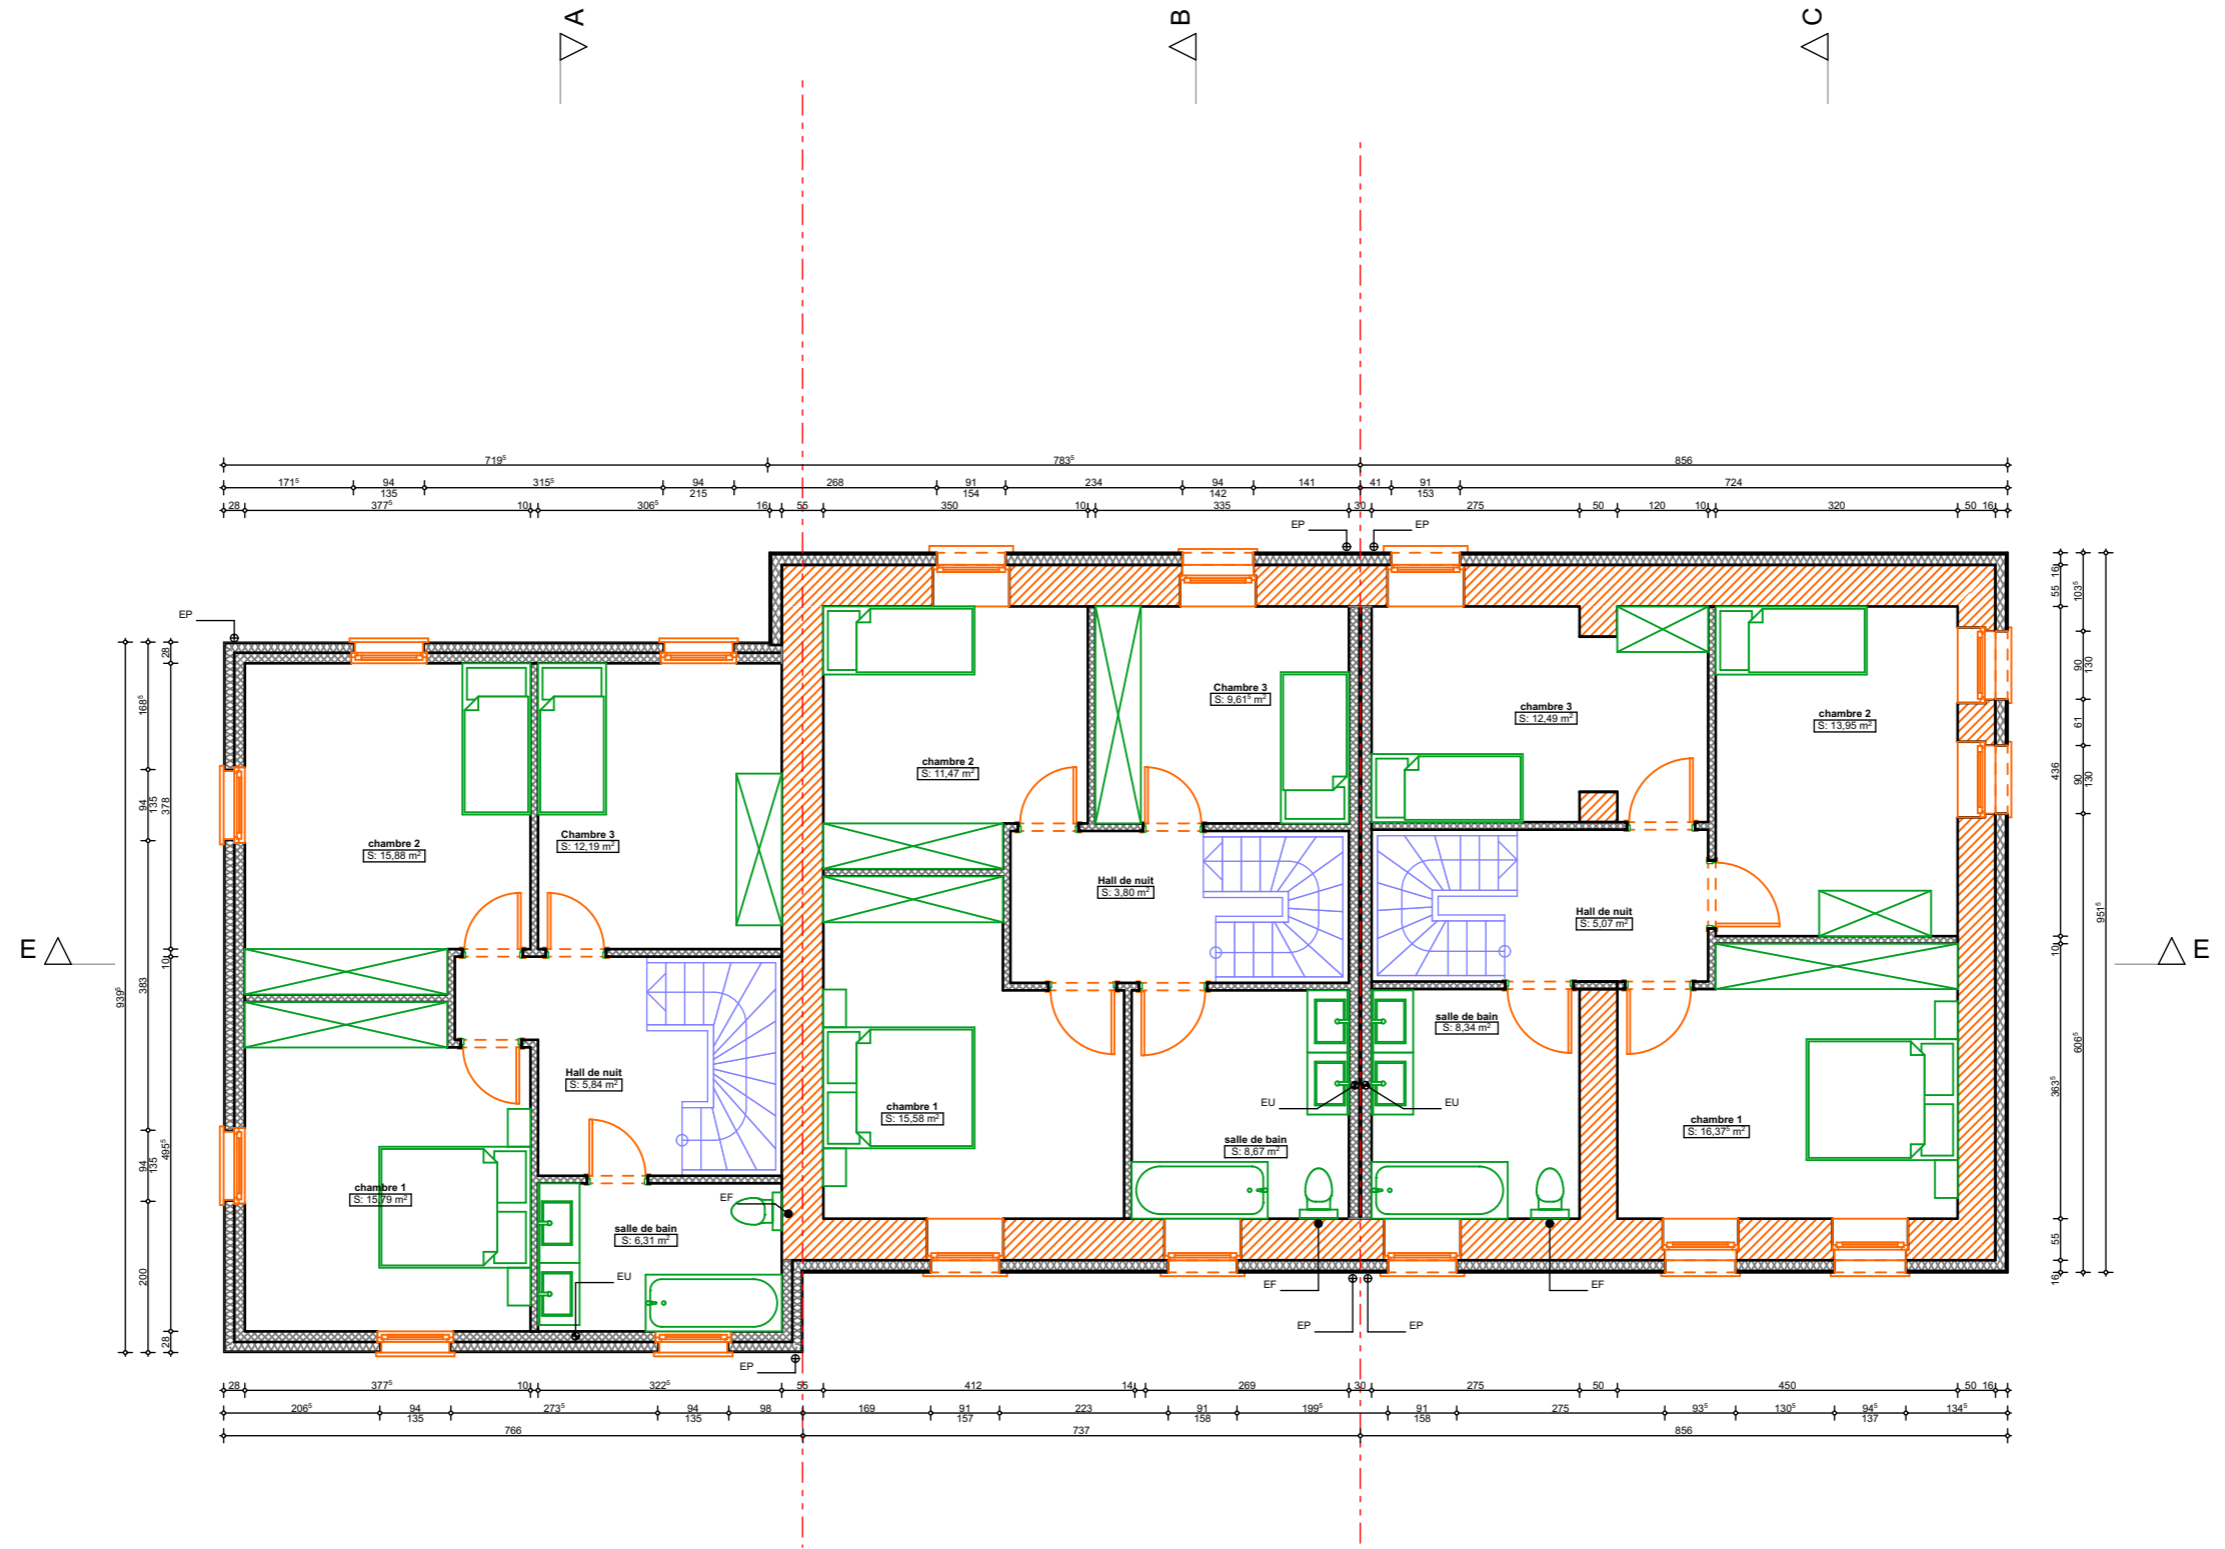 A
B
C
719⁵
783⁵
856
171⁵
94
135
315⁵
94
215
268
91
154
234
94
142
141
41
91
153
724
28
377⁵
10
306⁵
16
55
350
10
335
30
275
50
120
10
320
50
16
EP
EP
EP
939⁵
168⁵
94
135
383
94
135
200
28
378
10
495⁵
28
16
55
436
10
363⁵
55
16
103⁵
90
130
61
90
130
606⁵
951⁵
chambre 2
S: 15,88 m²
Chambre 3
S: 12,19 m²
chambre 2
S: 11,47 m²
Chambre 3
S: 9,61⁵ m²
chambre 3
S: 12,49 m²
chambre 2
S: 13,95 m²
Hall de nuit
S: 3,80 m²
Hall de nuit
S: 5,07 m²
E
E
salle de bain
S: 8,34 m²
Hall de nuit
S: 5,84 m²
chambre 1
S: 15,58 m²
EU
EU
chambre 1
S: 16,37⁵ m²
salle de bain
S: 8,67 m²
chambre 1
S: 15,79 m²
EF
salle de bain
S: 6,31 m²
EU
EF
EF
EP
EP
EP
28
377⁵
10
322⁵
55
412
14
269
30
275
50
450
50
16
206⁵
94
135
273⁵
94
135
98
169
91
157
223
91
158
199⁵
91
158
275
93⁵
130⁵
94⁵
137
134⁵
766
737
856